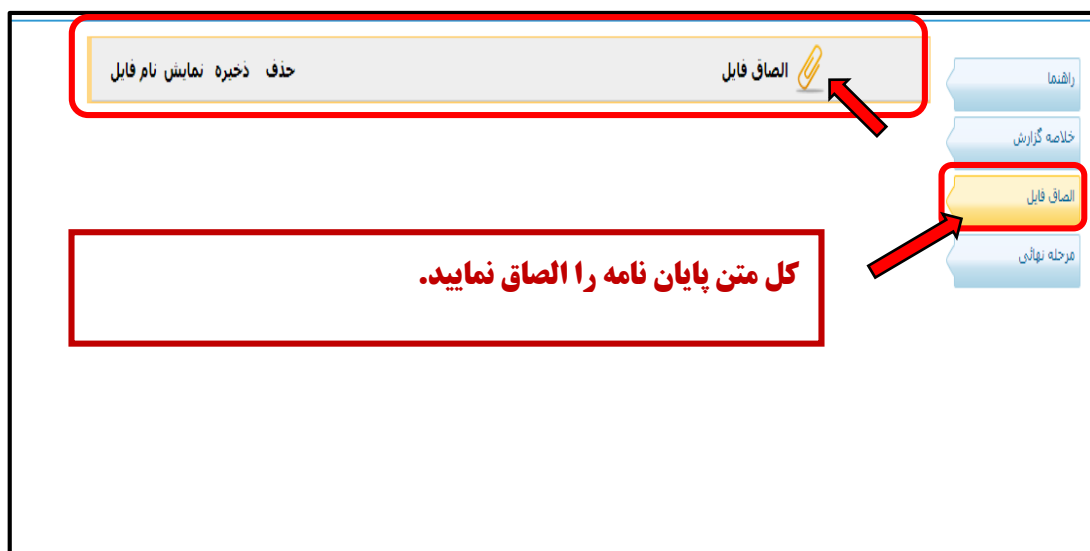 الصاق فایل
حذف ذخیره نمایش نام فایل
راهنما
خلاصه گزارش
الصاق فایل
مرحله نهائی
کل متن پایان نامه را الصاق نمایید.